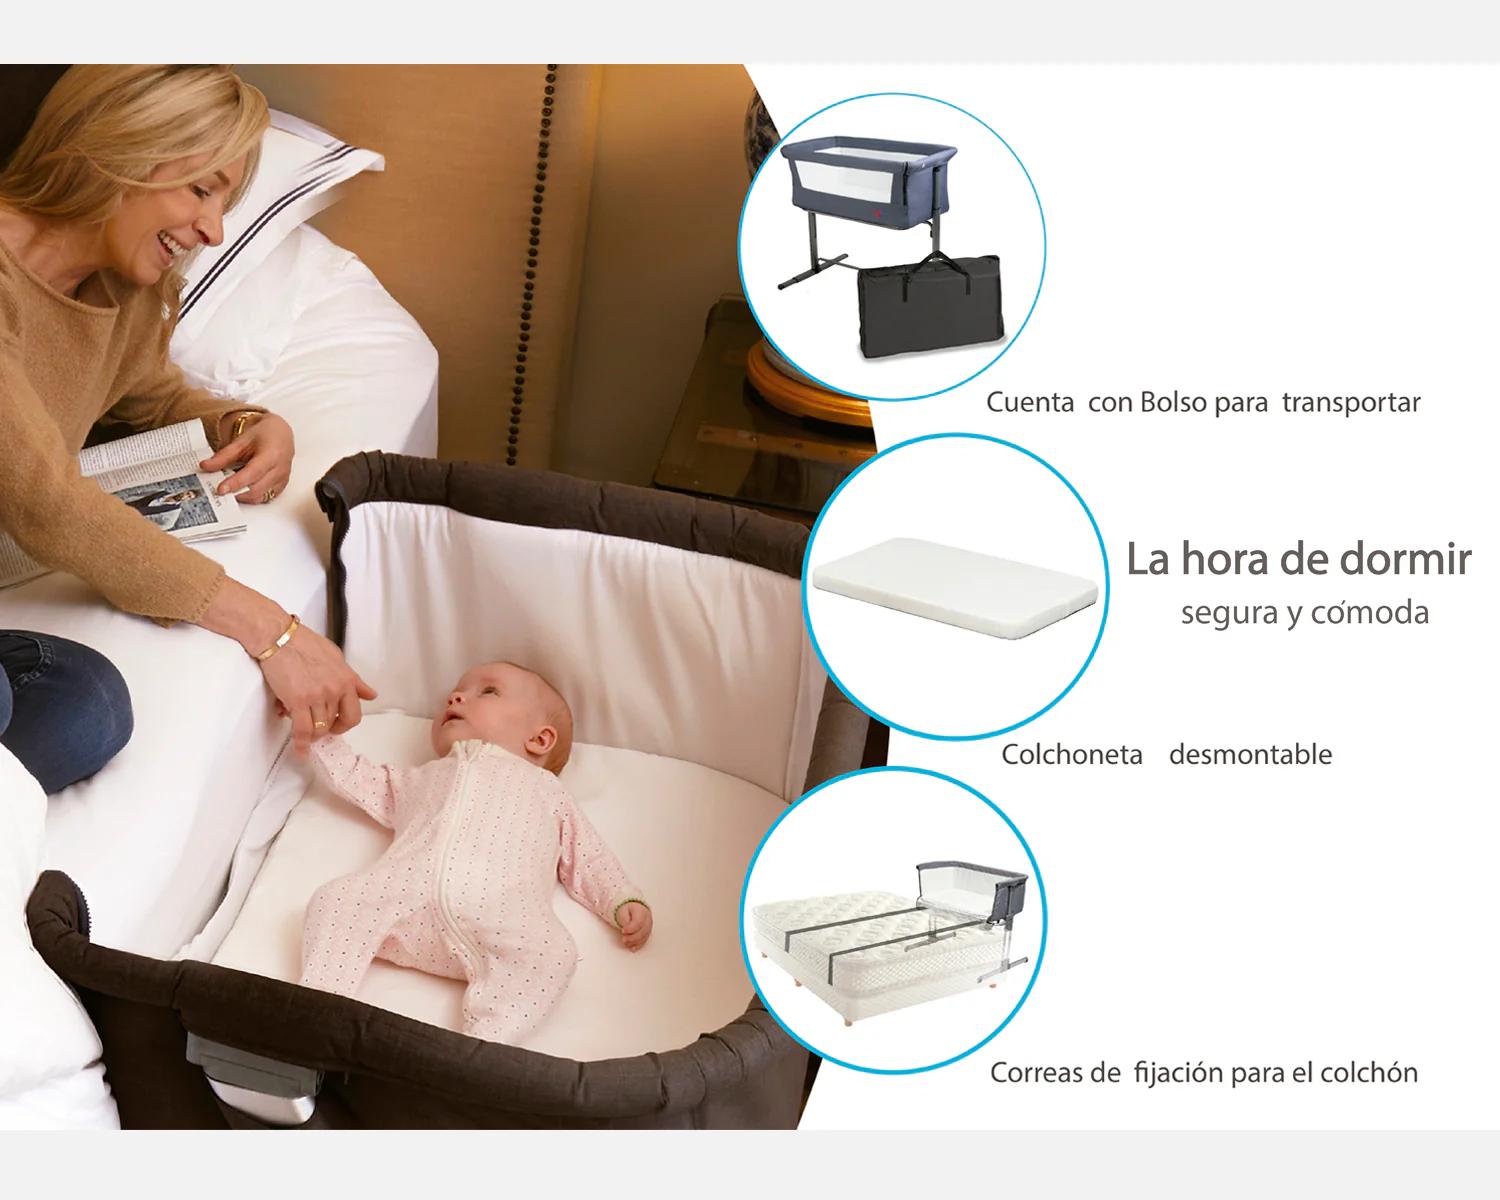 Cuenta con Bolso para transportar
La hora de dormir
segura y cómoda
Colchoneta desmontable
Correas de fijación para el colchón